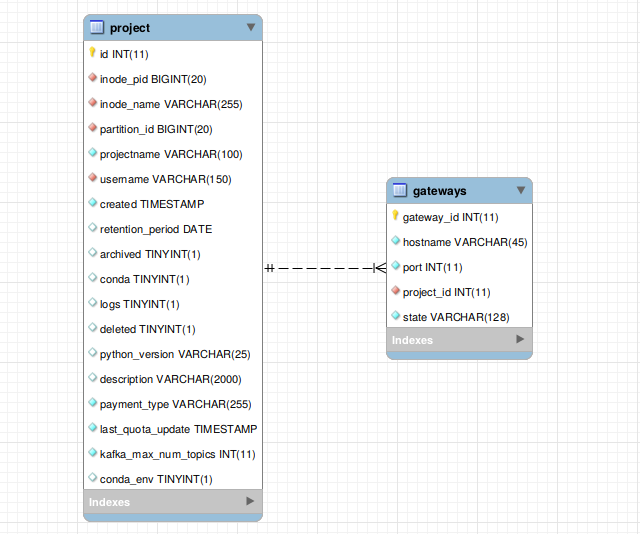 project
id INT(11)
inode_pid BIGINT(20)
inode_name VARCHAR(255)
partition_id BIGINT(20)
projectname VARCHAR(100)
username VARCHAR(150)
created TIMESTAMP
retention_period DATE
archived TINYINT(1)
conda TINYINT(1)
logs TINYINT(1)
deleted TINYINT(1)
python_version VARCHAR(25)
description VARCHAR(2000)
payment_type VARCHAR(255)
last_quota_update TIMESTAMP
kafka_max_num_topics INT(11)
conda_env TINYINT(1)
Indexes
gateways
gateway_id INT(11)
hostname VARCHAR(45)
port INT(11)
project_id INT(11)
state VARCHAR(128)
Indexes